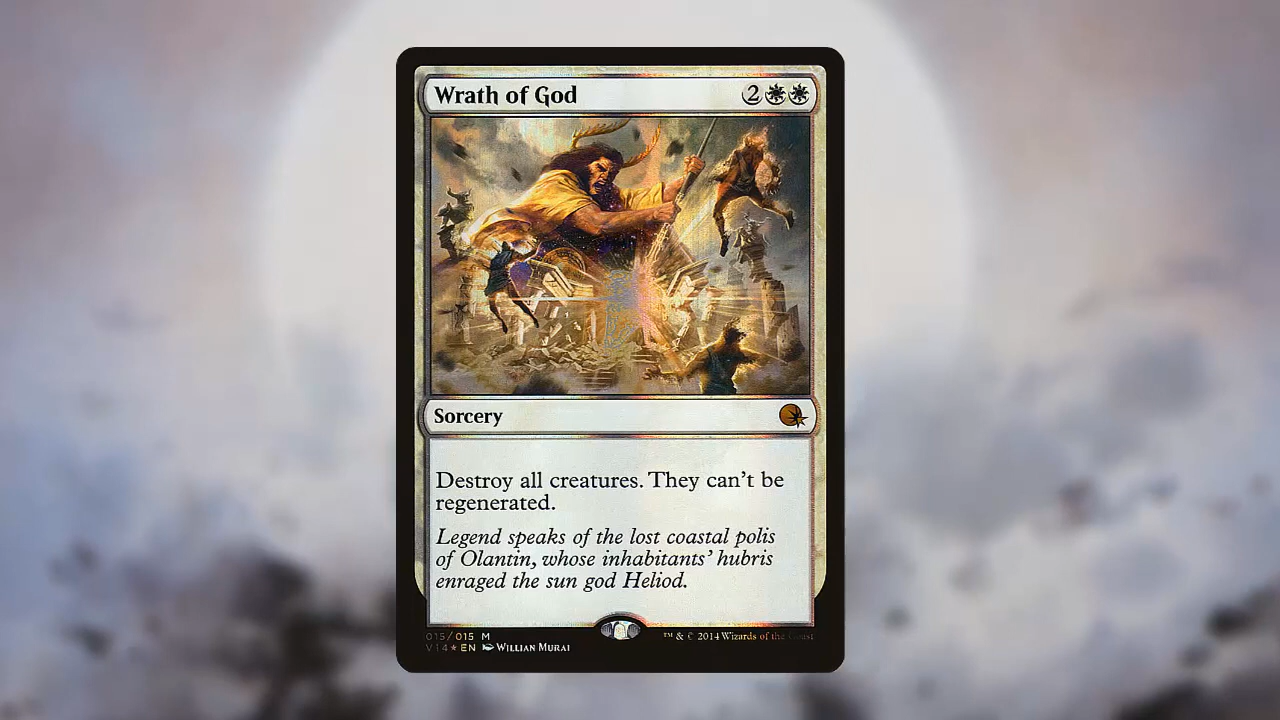 Wrath of God 2
Sorcery
Destroy all creatures. They can't be
regenerated.
Legend speaks of the lost coastal polis
of Olantin, whose inhabitants' hubris
enraged the sun god Heliod.
015/015 M
V14★EN WILLIAN MURAI
™ & © 2014 Wizards of the Coast